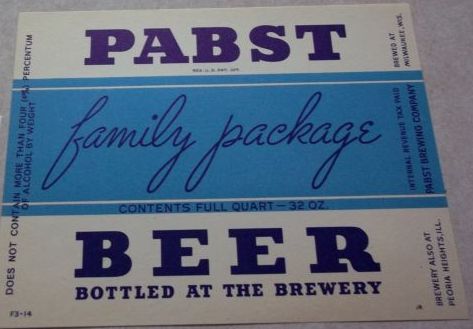 PABST
REG. U. S. PAT. OFF.
family package
CONTENTS FULL QUART — 32 OZ.
BEER
BOTTLED AT THE BREWERY
F3-14
DOES NOT CONTAIN MORE THAN FOUR (4%) PERCENTUM
OF ALCOHOL BY WEIGHT
BREWED AT
MILWAUKEE, WIS.
INTERNAL REVENUE TAX PAID
PABST BREWING COMPANY
BREWERY ALSO AT
PEORIA HEIGHTS, ILL.